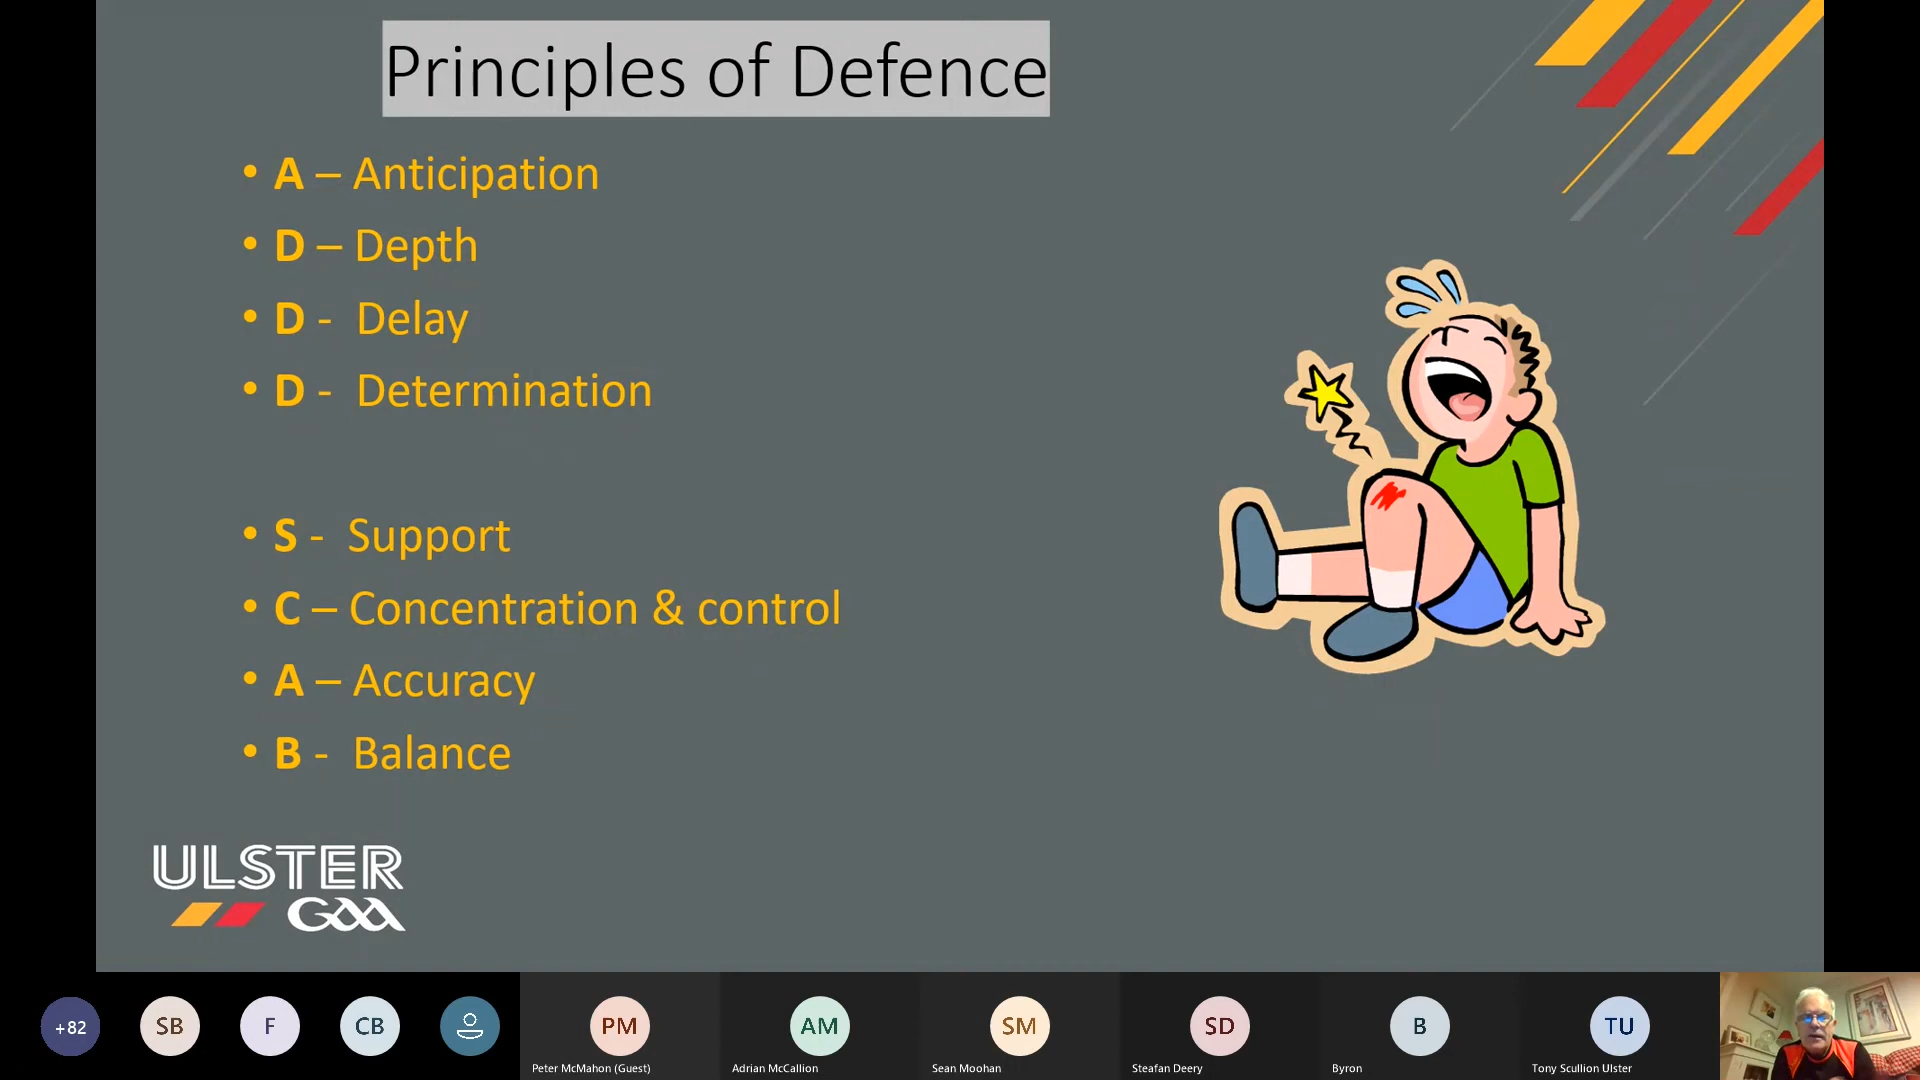 Principles of Defence
• A – Anticipation
• D – Depth
• D - Delay
• D - Determination
• S - Support
• C – Concentration & control
• A – Accuracy
• B - Balance
ULSTER
GAA
+82
SB
F
CB
PM
Peter McMahon (Guest)
AM
Adrian McCallion
SM
Sean Moohan
SD
Steafan Deery
B
Byron
TU
Tony Scullion Ulster